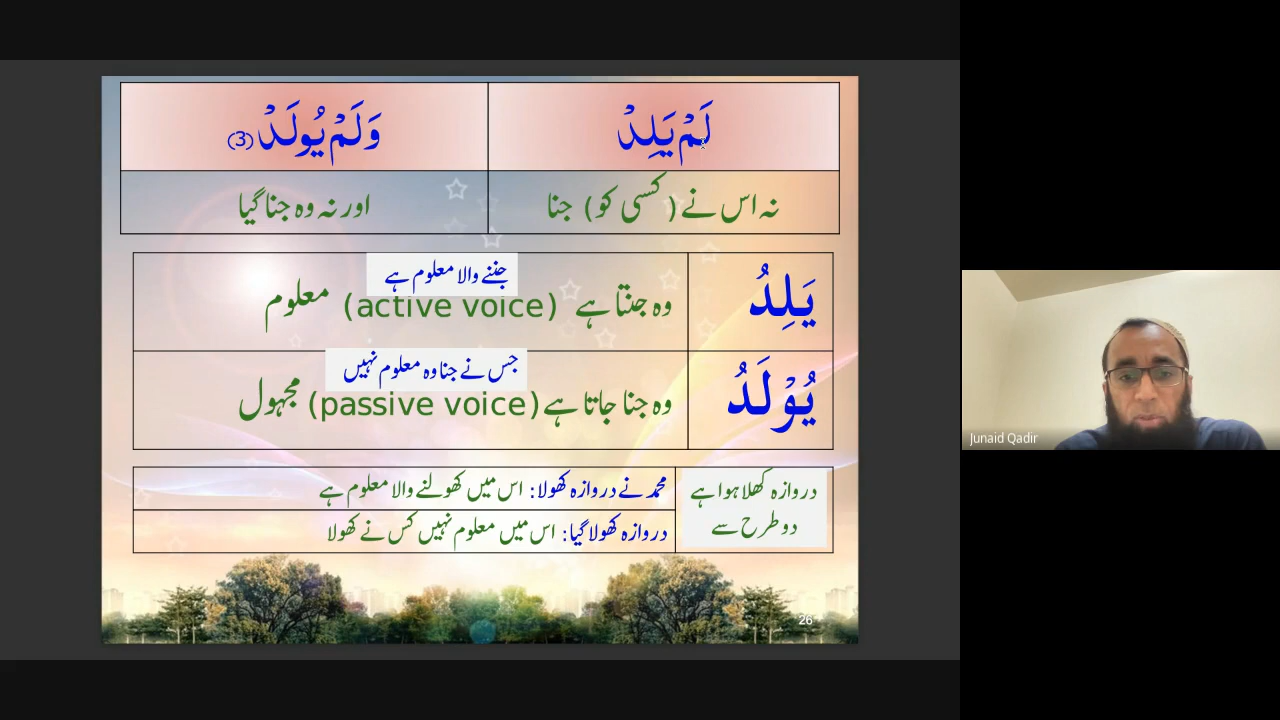 لَمْ يَلِدْ
وَلَمْ يُولَدْ (3)
نہ اس نے (کسی کو) جنا
اور نہ وہ جنا گیا
يَلِدُ
جننے والا معلوم ہے
وہ جنتا ہے (active voice) معلوم
يُوْلَدُ
جس نے جنا وہ معلوم نہیں
وہ جنا جاتا ہے (passive voice) مجہول
دروازہ کھلا ہوا ہے
دو طرح سے
محمد نے دروازہ کھولا: اس میں کھولنے والا معلوم ہے
دروازہ کھولا گیا: اس میں معلوم نہیں کس نے کھولا
26
Junaid Qadir